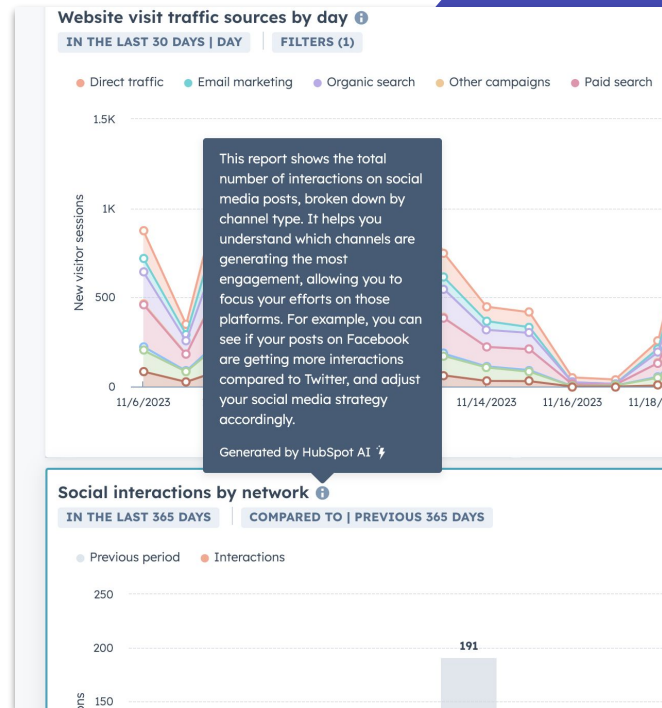 Website visit traffic sources by day
IN THE LAST 30 DAYS | DAY
FILTERS (1)
Direct traffic
Email marketing
Organic search
Other campaigns
Paid search
1.5K
1K
500
0
New visitor sessions
11/6/2023
11/14/2023
11/16/2023
11/18/
This report shows the total
number of interactions on social
media posts, broken down by
channel type. It helps you
understand which channels are
generating the most
engagement, allowing you to
focus your efforts on those
platforms. For example, you can
see if your posts on Facebook
are getting more interactions
compared to Twitter, and adjust
your social media strategy
accordingly.
Generated by HubSpot AI
Social interactions by network
IN THE LAST 365 DAYS
COMPARED TO | PREVIOUS 365 DAYS
Previous period
Interactions
250
200
191
150